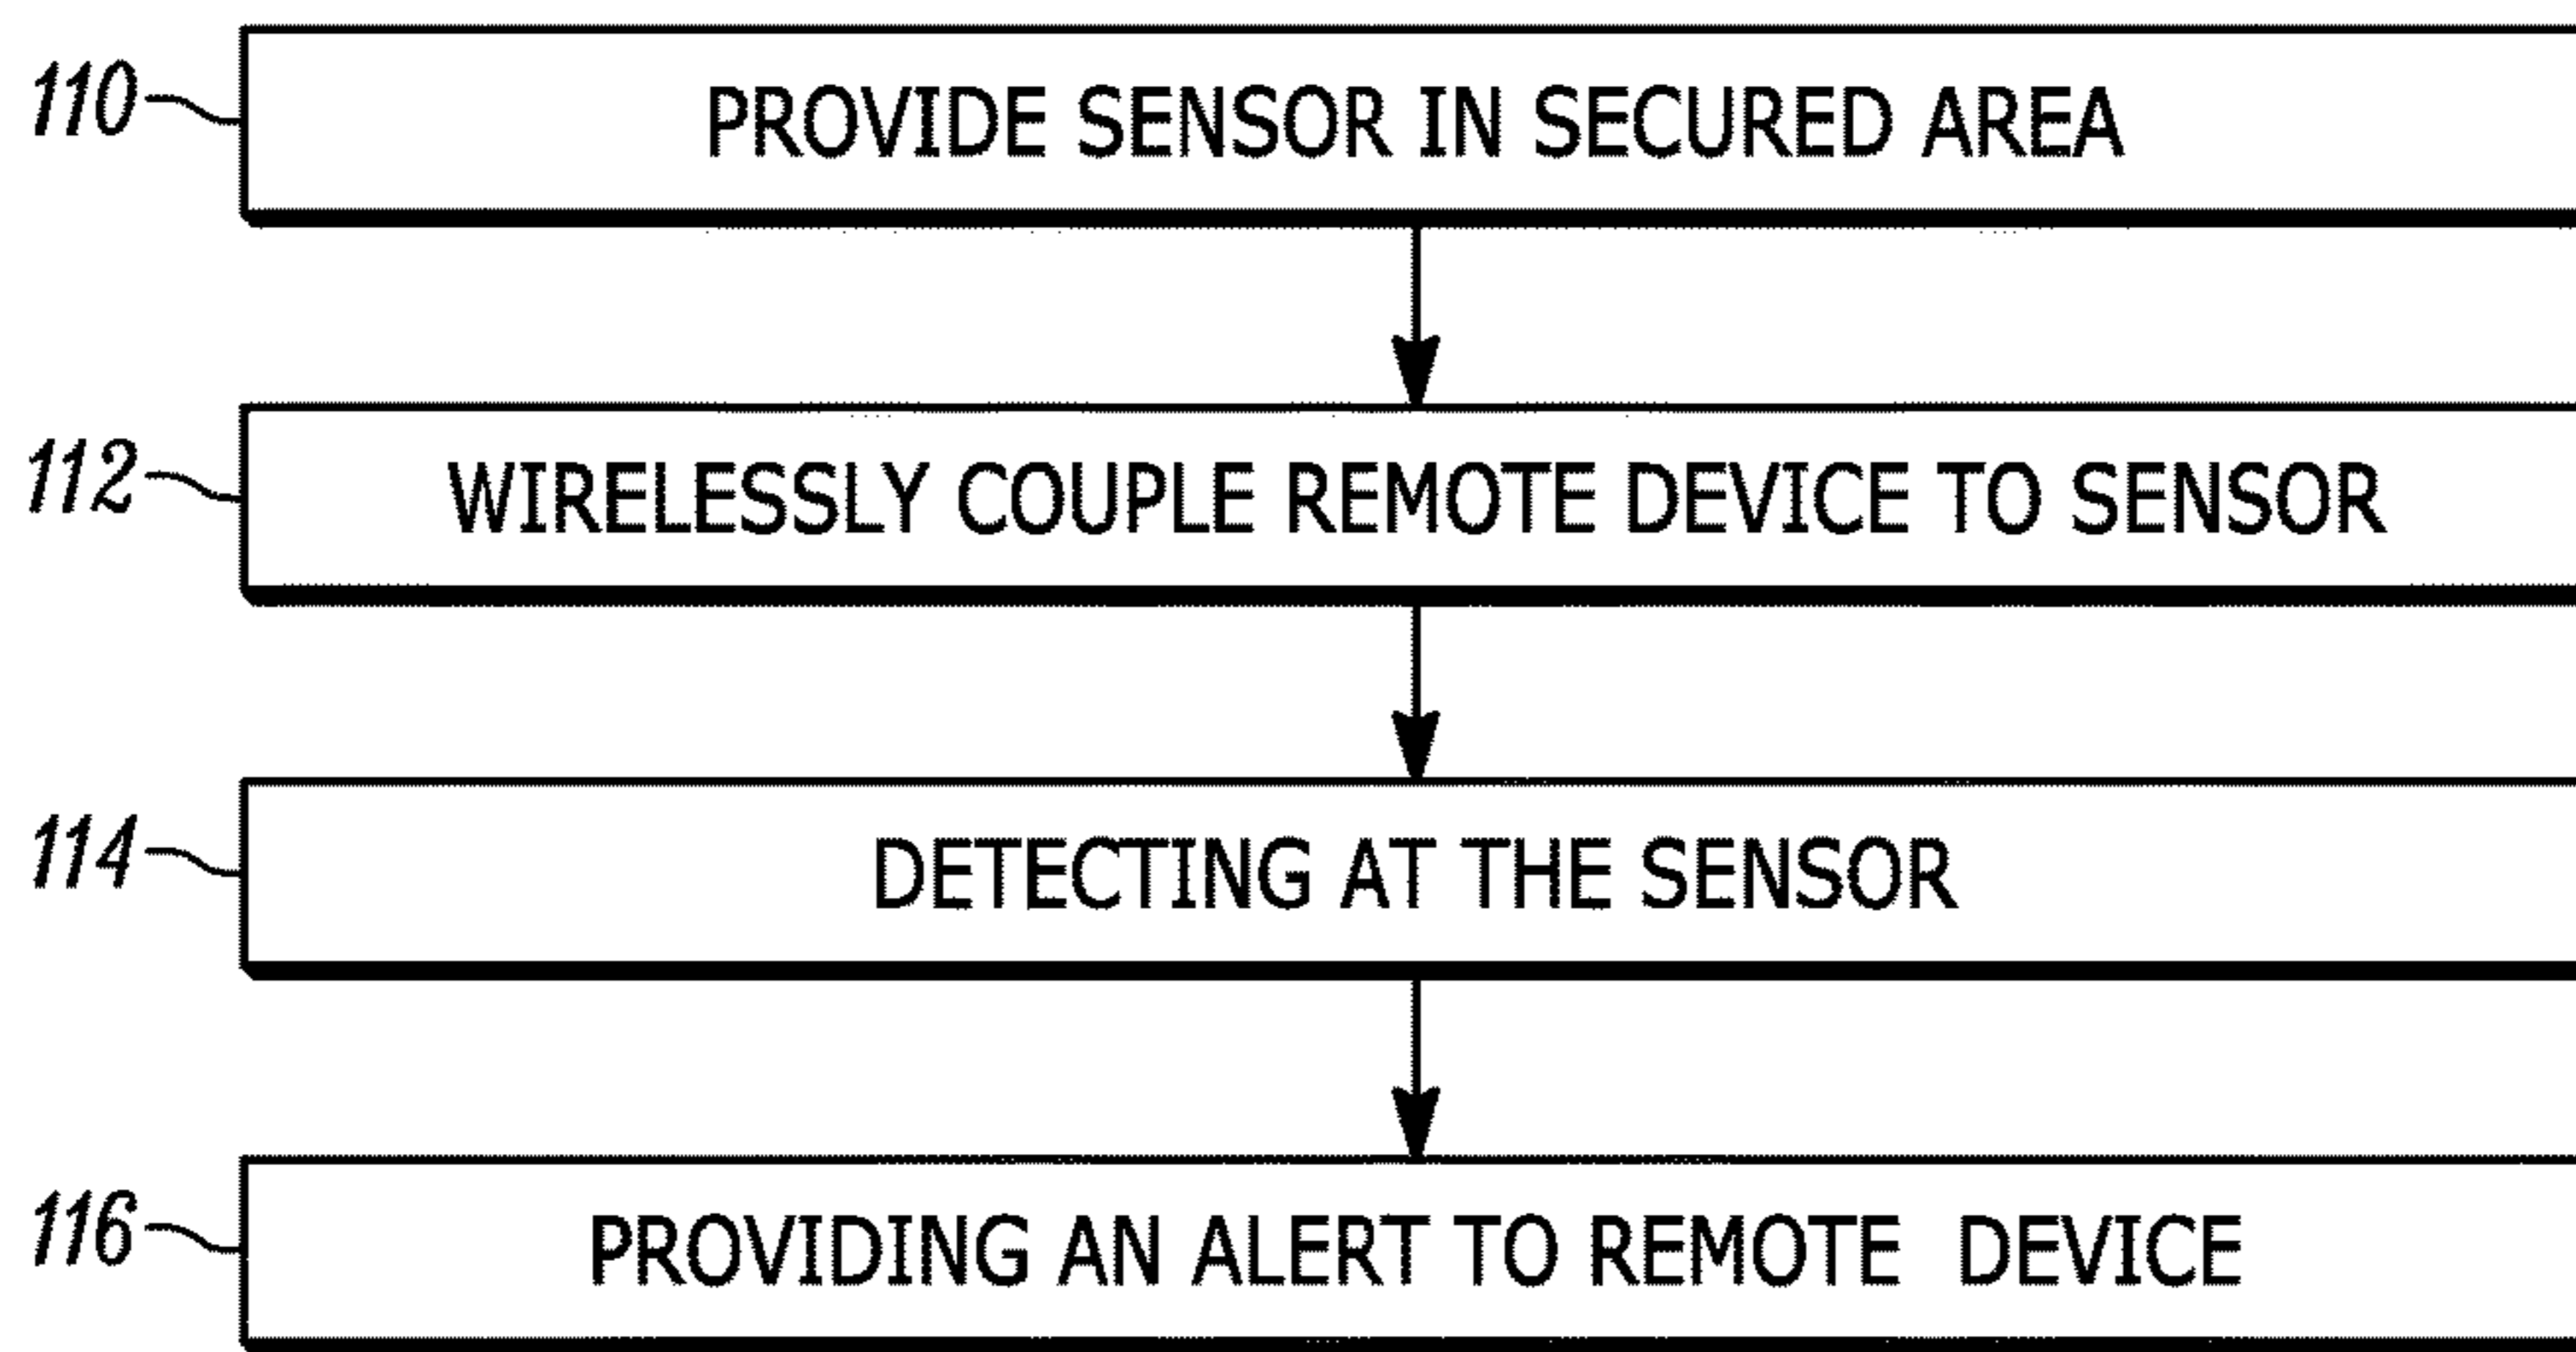 110 PROVIDE SENSOR IN SECURED AREA
112 WIRELESSLY COUPLE REMOTE DEVICE TO SENSOR
114 DETECTING AT THE SENSOR
116 PROVIDING AN ALERT TO REMOTE DEVICE